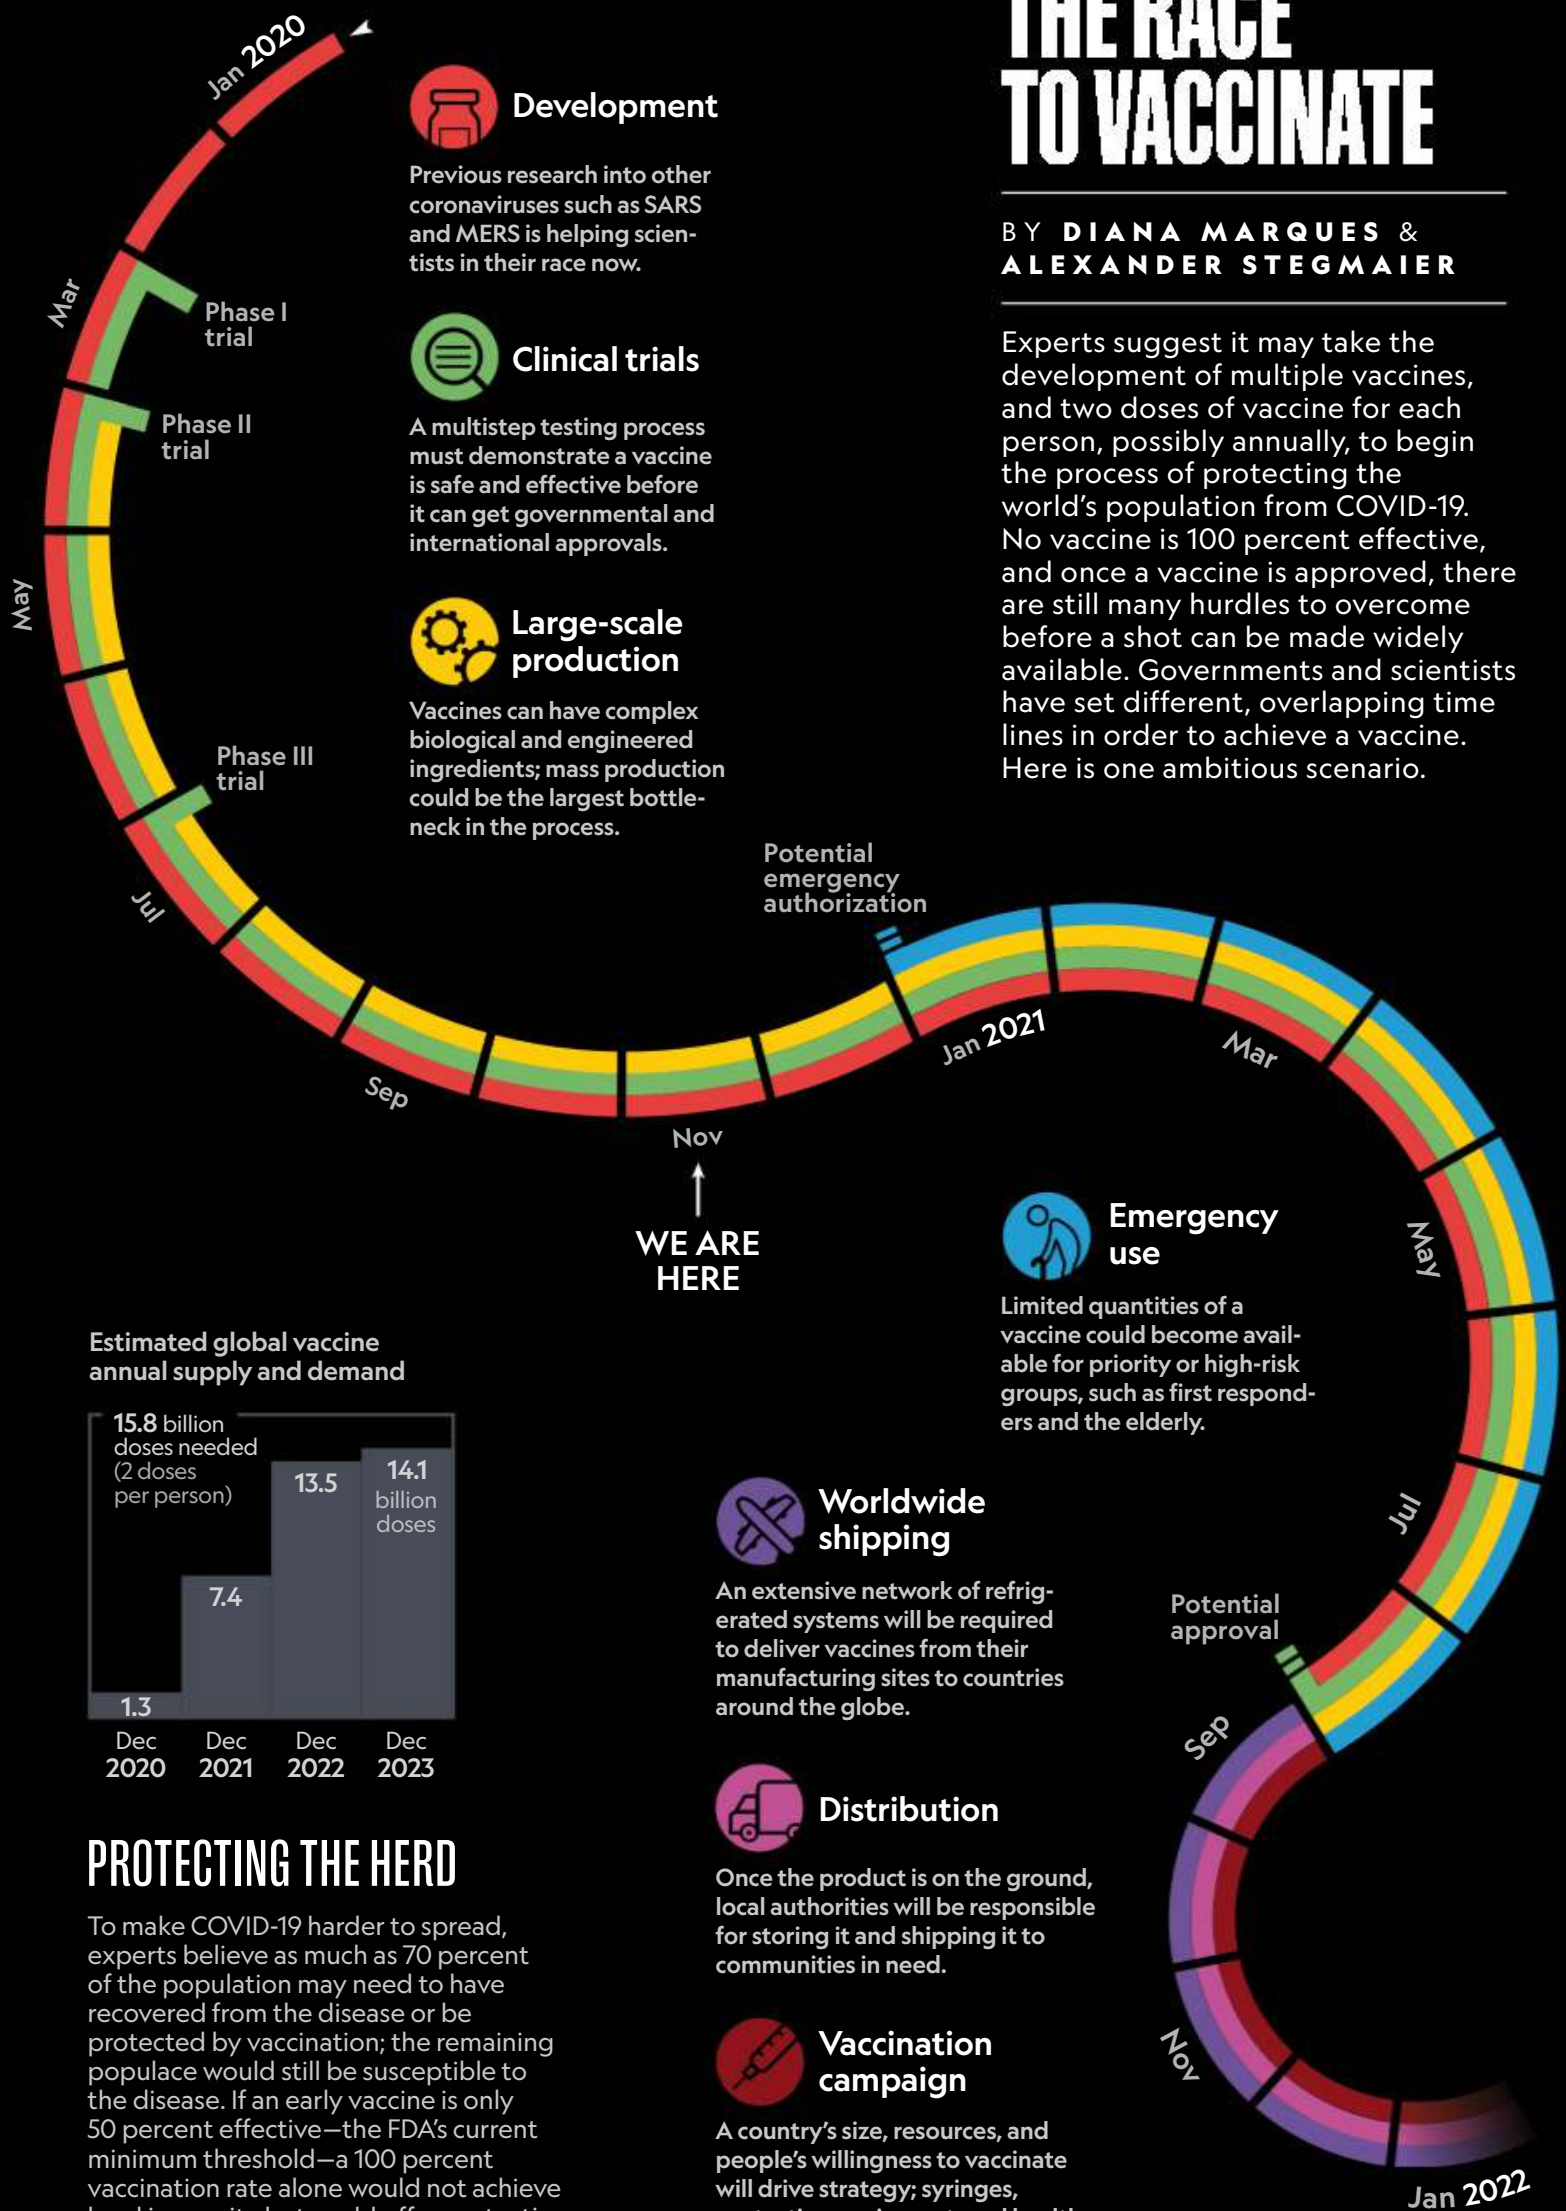 THE RACE
TO VACCINATE
BY DIANA MARQUES &
ALEXANDER STEGMAIER
Experts suggest it may take the
development of multiple vaccines,
and two doses of vaccine for each
person, possibly annually, to begin
the process of protecting the
world's population from COVID-19.
No vaccine is 100 percent effective,
and once a vaccine is approved, there
are still many hurdles to overcome
before a shot can be made widely
available. Governments and scientists
have set different, overlapping time
lines in order to achieve a vaccine.
Here is one ambitious scenario.
Jan 2020
Development
Previous research into other
coronaviruses such as SARS
and MERS is helping scien-
tists in their race now.
Mar
Phase I
trial
Clinical trials
A multistep testing process
must demonstrate a vaccine
is safe and effective before
it can get governmental and
international approvals.
Phase II
trial
May
Large-scale
production
Vaccines can have complex
biological and engineered
ingredients; mass production
could be the largest bottle-
neck in the process.
Phase III
trial
Jul
Sep
Nov
WE ARE
HERE
Potential
emergency
authorization
Jan 2021
Mar
May
Jul
Emergency
use
Limited quantities of a
vaccine could become avail-
able for priority or high-risk
groups, such as first respond-
ers and the elderly.
Potential
approval
Sep
Nov
Jan 2022
Worldwide
shipping
An extensive network of refrig-
erated systems will be required
to deliver vaccines from their
manufacturing sites to countries
around the globe.
Distribution
Once the product is on the ground,
local authorities will be responsible
for storing it and shipping it to
communities in need.
Vaccination
campaign
A country's size, resources, and
people's willingness to vaccinate
will drive strategy; syringes,
Estimated global vaccine
annual supply and demand
15.8 billion
doses needed
(2 doses
per person)
1.3
7.4
13.5
14.1
billion
doses
Dec
2020
Dec
2021
Dec
2022
Dec
2023
PROTECTING THE HERD
To make COVID-19 harder to spread,
experts believe as much as 70 percent
of the population may need to have
recovered from the disease or be
protected by vaccination; the remaining
populace would still be susceptible to
the disease. If an early vaccine is only
50 percent effective—the FDA's current
minimum threshold—a 100 percent
vaccination rate alone would not achieve